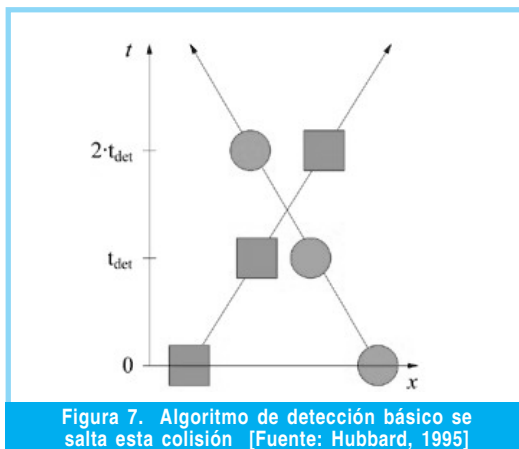 t
2·t_det
t_det
0
x
Figura 7. Algoritmo de detección básico se
salta esta colisión [Fuente: Hubbard, 1995]